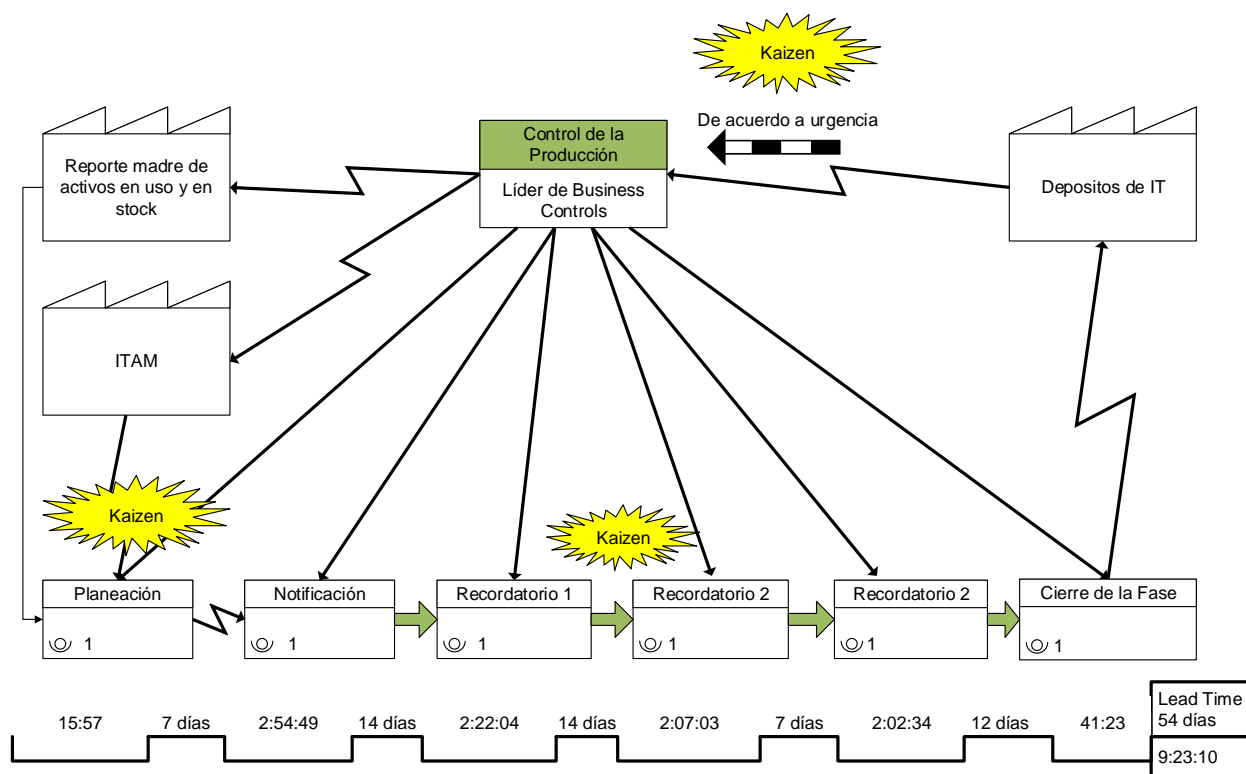 Kaizen
De acuerdo a urgencia
Control de la
Producción
Líder de Business
Controls
Reporte madre de
activos en uso y en
stock
Depositos de IT
ITAM
Kaizen
Kaizen
Planeación
1
Notificación
1
Recordatorio 1
1
Recordatorio 2
1
Recordatorio 2
1
Cierre de la Fase
1
15:57
7 días
2:54:49
14 días
2:22:04
14 días
2:07:03
7 días
2:02:34
12 días
41:23
Lead Time
54 días
9:23:10